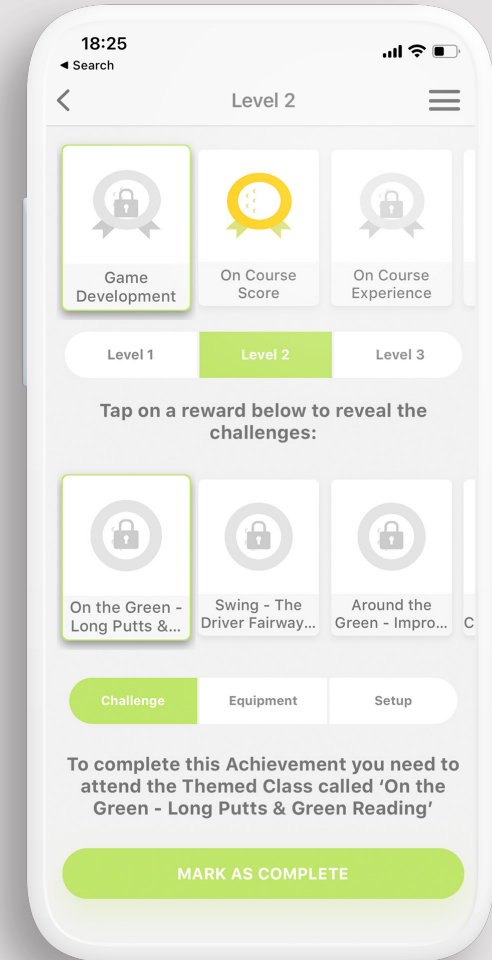 18:25
◄ Search
Level 2
Game
Development
On Course
Score
On Course
Experience
Level 1
Level 2
Level 3
Tap on a reward below to reveal the
challenges:
On the Green -
Long Putts &...
Swing - The
Driver Fairway...
Around the
Green - Impro...
C
Challenge
Equipment
Setup
To complete this Achievement you need to
attend the Themed Class called ‘On the
Green - Long Putts & Green Reading’
MARK AS COMPLETE